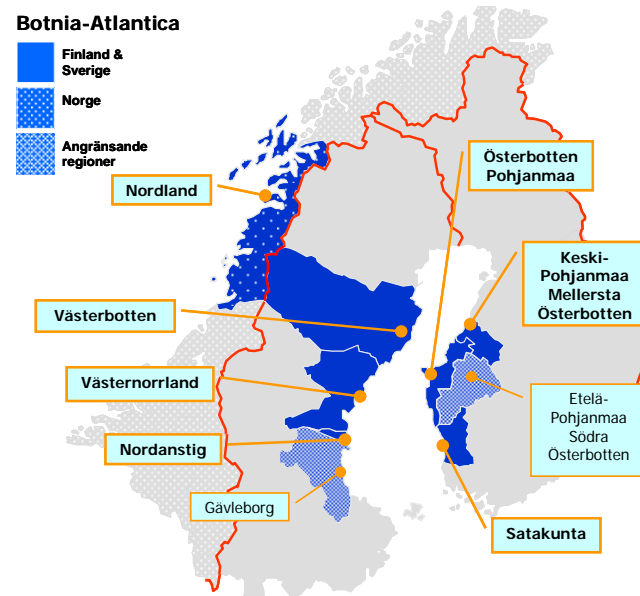 Botnia-Atlantica
Finland &
Sverige
Norge
Angränsande
regioner
Nordland
Österbotten
Pohjanmaa
Keski-
Pohjanmaa
Mellersta
Österbotten
Västerbotten
Västernorrland
Nordanstig
Etelä-
Pohjanmaa
Södra
Österbotten
Gävleborg
Satakunta